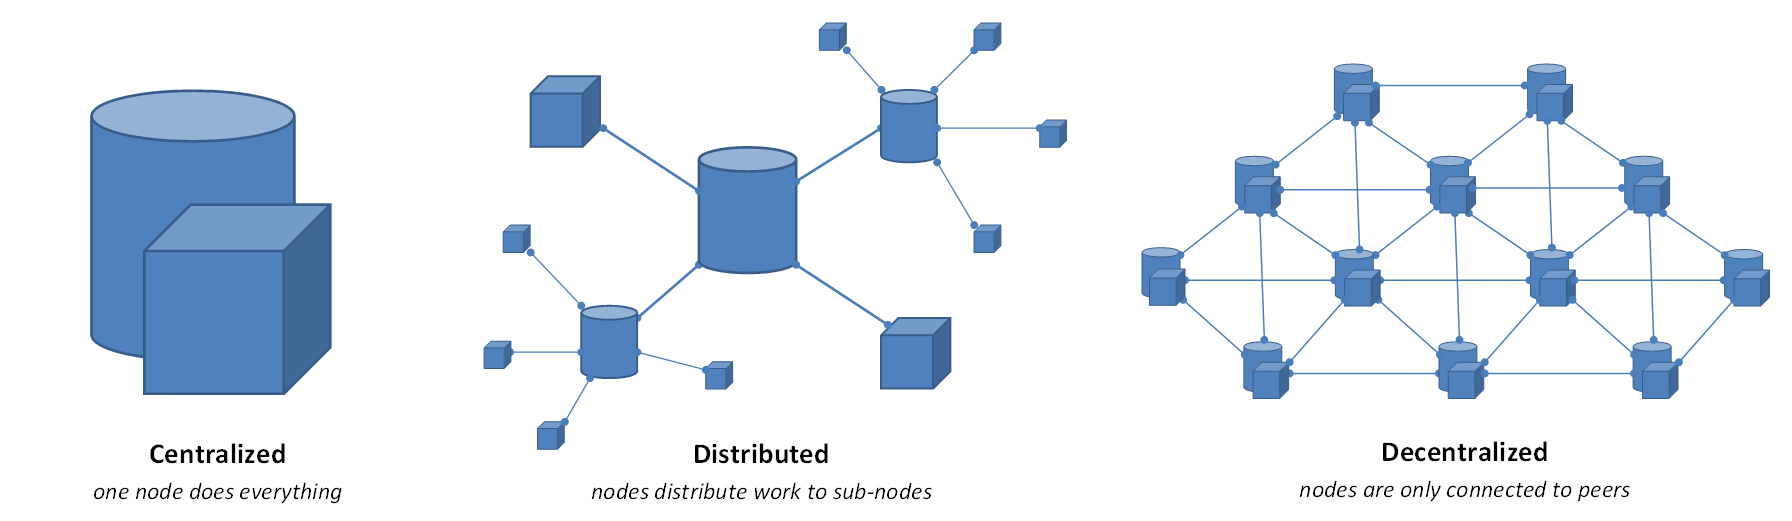 Centralized
one node does everything
Distributed
nodes distribute work to sub-nodes
Decentralized
nodes are only connected to peers